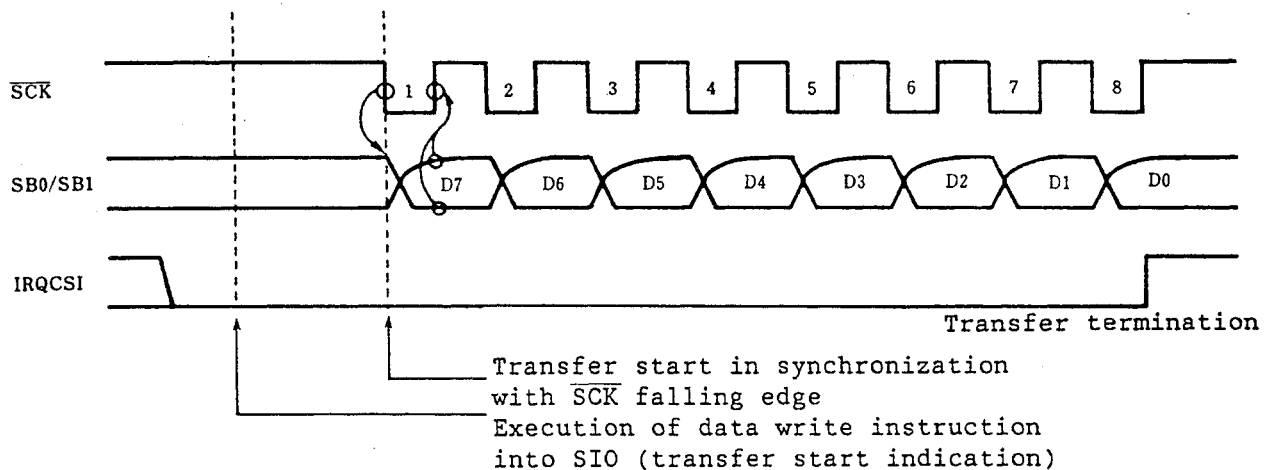 SCK
1 2 3 4 5 6 7 8
SB0/SB1
D7 D6 D5 D4 D3 D2 D1 D0
IRQCSI
Transfer termination
Transfer start in synchronization
with SCK falling edge
Execution of data write instruction
into SIO (transfer start indication)